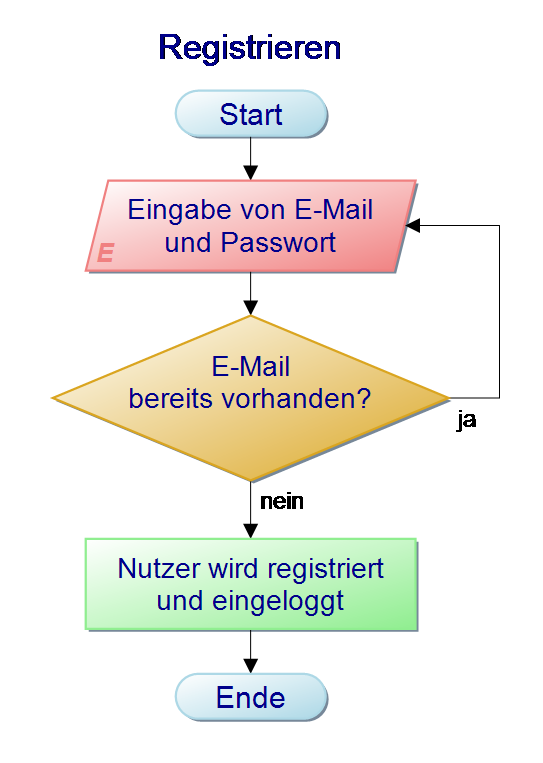 Registrieren
Start
Eingabe von E-Mail
und Passwort
E
E-Mail
bereits vorhanden?
ja
nein
Nutzer wird registriert
und eingeloggt
Ende